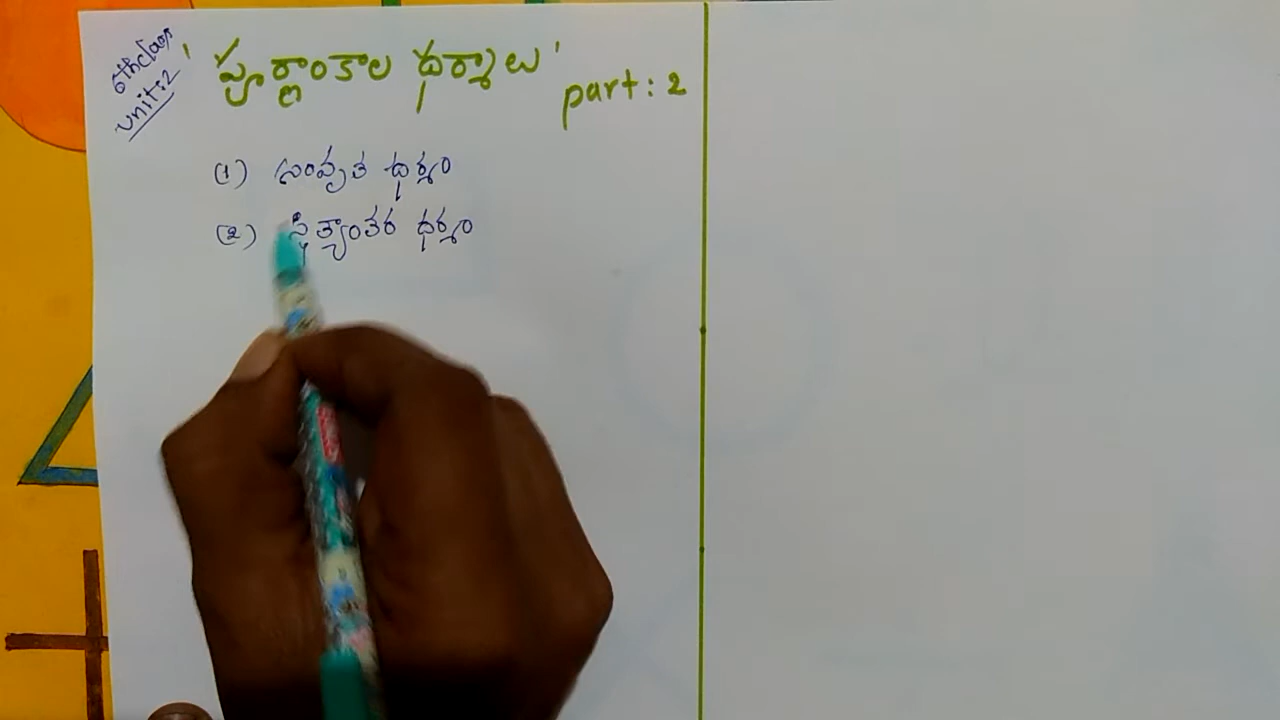 6th class
unit:2
' పూర్ణాంకాల ధర్మాలు '
part : 2
(1) సంవృత ధర్మం
(2) స్థిత్యాంతర ధర్మం